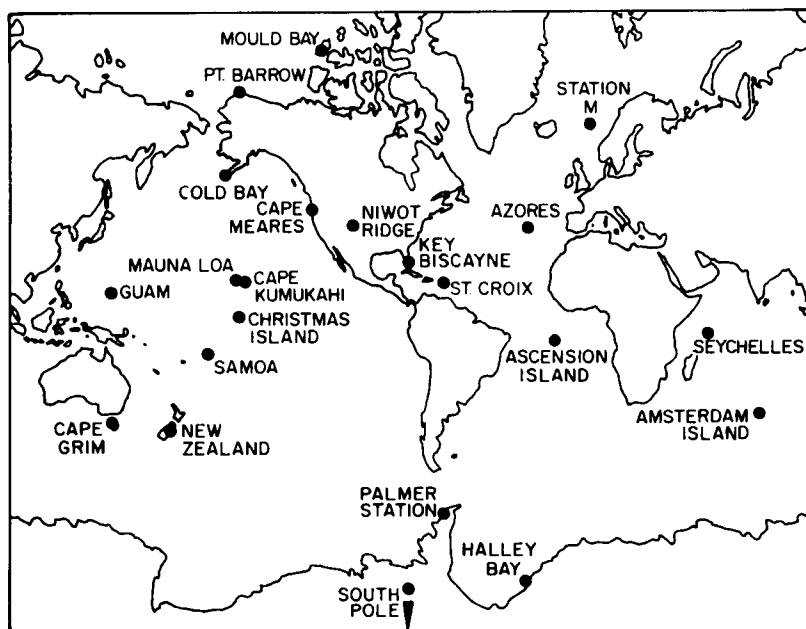 MOULD BAY
PT. BARROW
STATION
M
COLD BAY
CAPE
MEARES
NIWOT
RIDGE
AZORES
KEY
BISCAYNE
MAUNA LOA
CAPE
KUMUKAHI
GUAM
ST. CROIX
CHRISTMAS
ISLAND
SAMOA
ASCENSION
ISLAND
SEYCHELLES
CAPE
GRIM
NEW
ZEALAND
AMSTERDAM
ISLAND
PALMER
STATION
HALLEY
BAY
SOUTH
POLE